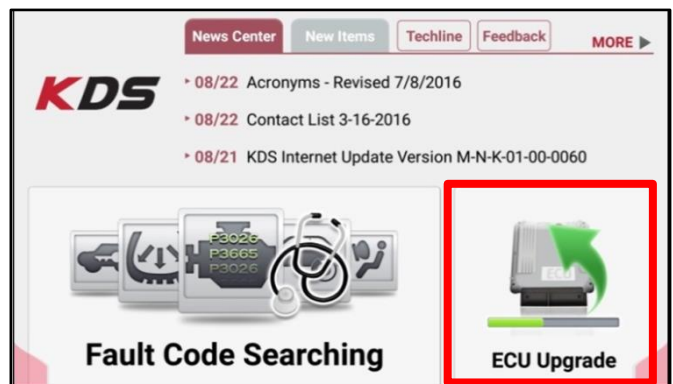 News Center New Items Techline Feedback MORE
KDS
08/22 Acronyms - Revised 7/8/2016
08/22 Contact List 3-16-2016
08/21 KDS Internet Update Version M-N-K-01-00-0060
P3026
P3665
P3026
ECU
Fault Code Searching
ECU Upgrade